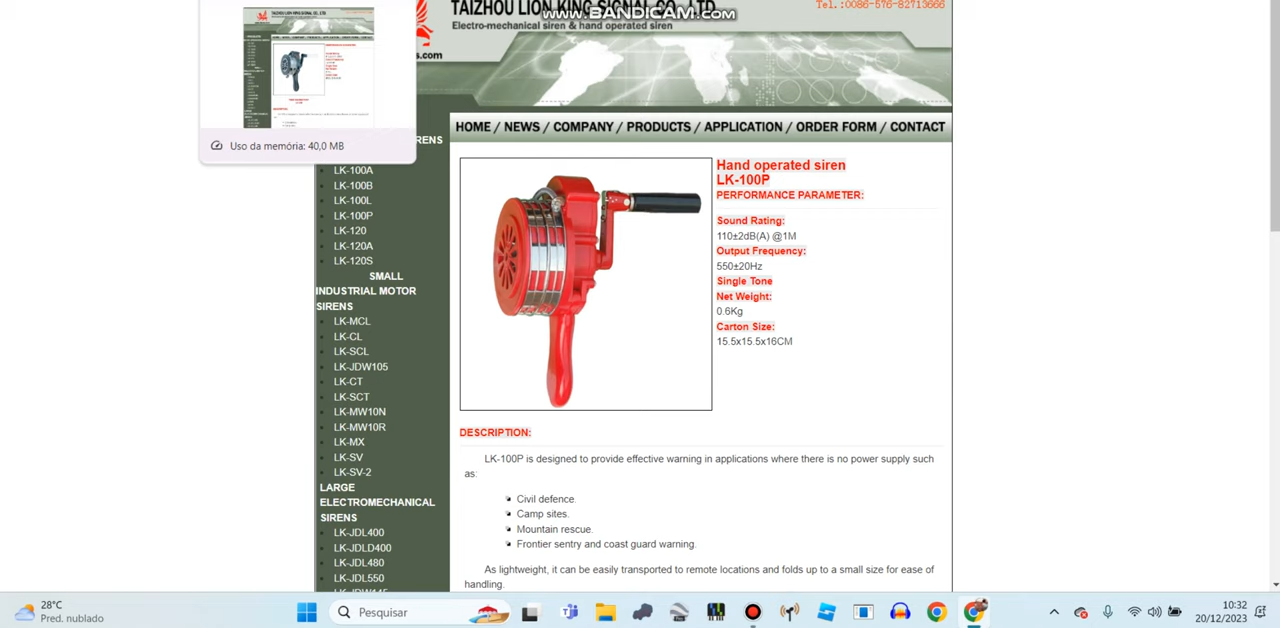 TAIZHOU LION KING SIGNAL CO., LTD.
www.BANDICAM.com
Tel.:0086-576-82713666
Electro-mechanical siren & hand operated siren
s.com
HOME / NEWS / COMPANY / PRODUCTS / APPLICATION / ORDER FORM / CONTACT
Uso da memória: 40,0 MB
RENS
LK-100A
LK-100B
LK-100L
LK-100P
LK-120
LK-120A
LK-120S
SMALL
INDUSTRIAL MOTOR
SIRENS
LK-MCL
LK-CL
LK-SCL
LK-JDW105
LK-CT
LK-SCT
LK-MW10N
LK-MW10R
LK-MX
LK-SV
LK-SV-2
LARGE
ELECTROMECHANICAL
SIRENS
LK-JDL400
LK-JDLD400
LK-JDL480
LK-JDL550
Hand operated siren
LK-100P
PERFORMANCE PARAMETER:
Sound Rating:
110±2dB(A) @1M
Output Frequency:
550±20Hz
Single Tone
Net Weight:
0.6Kg
Carton Size:
15.5x15.5x16CM
DESCRIPTION:
LK-100P is designed to provide effective warning in applications where there is no power supply such
as:
Civil defence.
Camp sites.
Mountain rescue.
Frontier sentry and coast guard warning.
As lightweight, it can be easily transported to remote locations and folds up to a small size for ease of
handling.
28°C
Pred. nublado
Pesquisar
10:32
20/12/2023